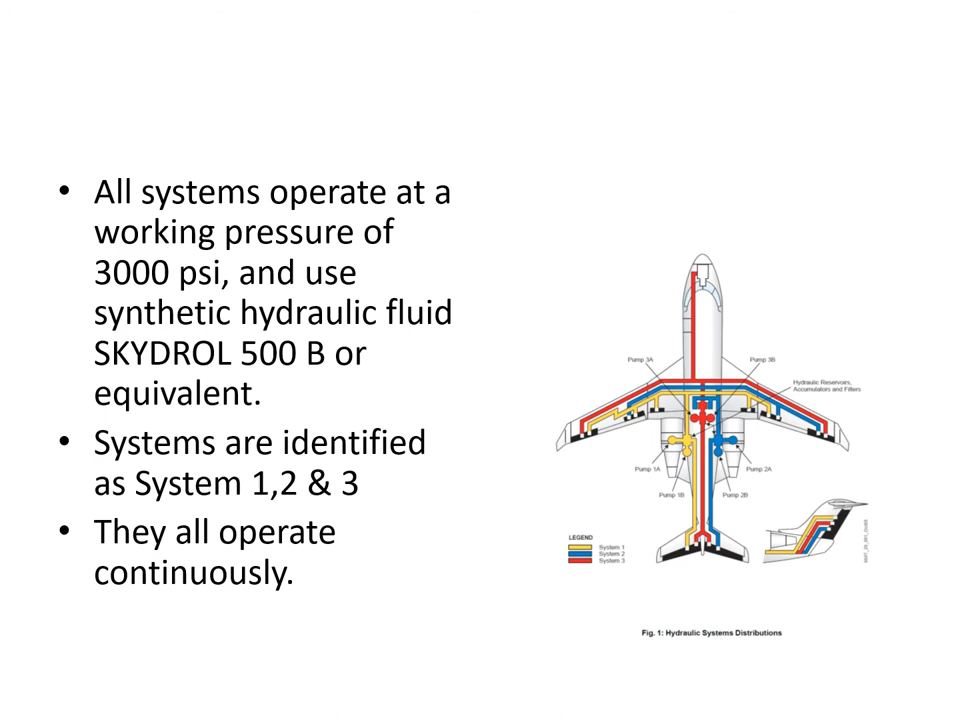 • All systems operate at a
working pressure of
3000 psi, and use
synthetic hydraulic fluid
SKYDROL 500 B or
equivalent.
• Systems are identified
as System 1,2 & 3
• They all operate
continuously.
Pump 3A
Pump 3B
Hydraulic Reservoirs,
Accumulators and Filters
Pump 1A
Pump 2A
Pump 1B
Pump 2B
LEGEND
System 1
System 2
System 3
Fig. 1: Hydraulic Systems Distributions